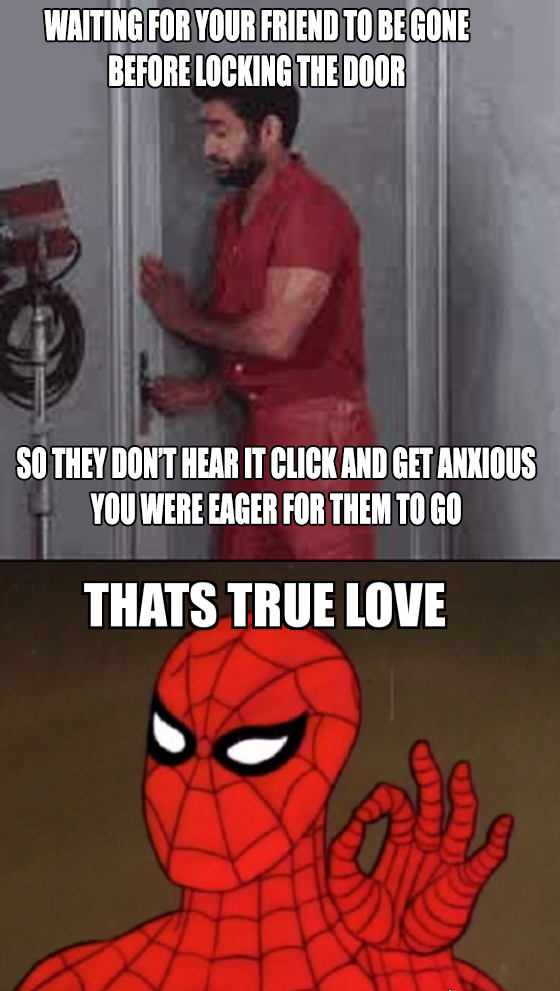 WAITING FOR YOUR FRIEND TO BE GONE
BEFORE LOCKING THE DOOR
SO THEY DON'T HEAR IT CLICK AND GET ANXIOUS
YOU WERE EAGER FOR THEM TO GO
THATS TRUE LOVE